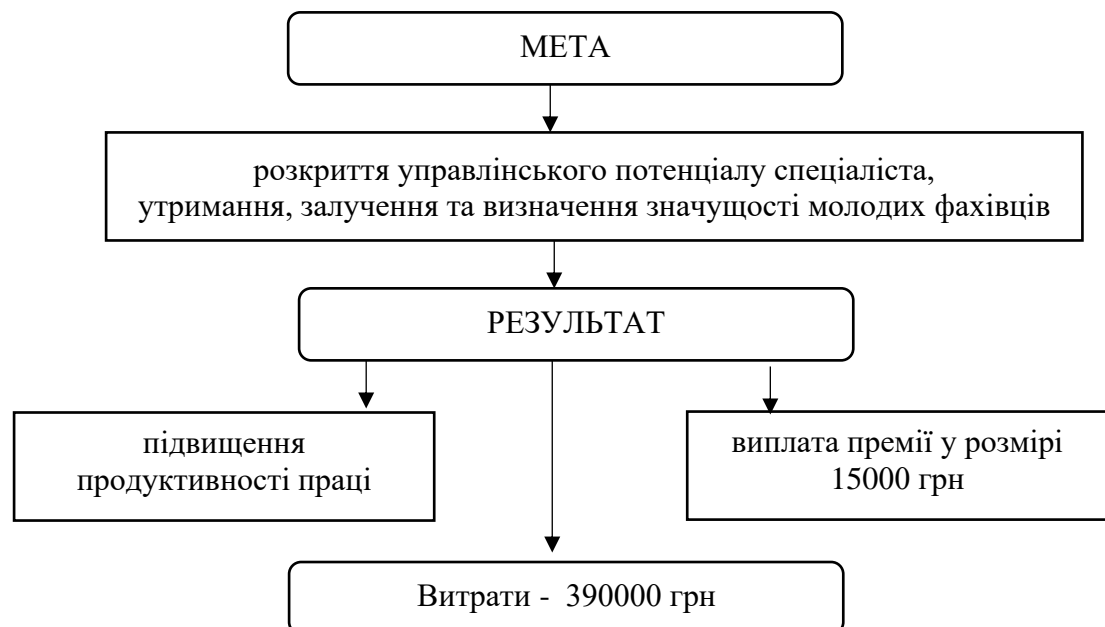 МЕТА
розкриття управлінського потенціалу спеціаліста,
утримання, залучення та визначення значущості молодих фахівців
РЕЗУЛЬТАТ
підвищення
продуктивності праці
виплата премії у розмірі
15000 грн
Витрати - 390000 грн